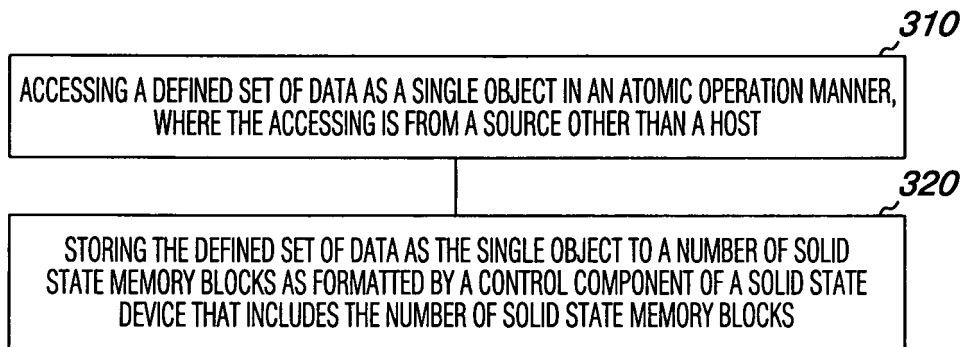 310
ACCESSING A DEFINED SET OF DATA AS A SINGLE OBJECT IN AN ATOMIC OPERATION MANNER,
WHERE THE ACCESSING IS FROM A SOURCE OTHER THAN A HOST
320
STORING THE DEFINED SET OF DATA AS THE SINGLE OBJECT TO A NUMBER OF SOLID
STATE MEMORY BLOCKS AS FORMATTED BY A CONTROL COMPONENT OF A SOLID STATE
DEVICE THAT INCLUDES THE NUMBER OF SOLID STATE MEMORY BLOCKS